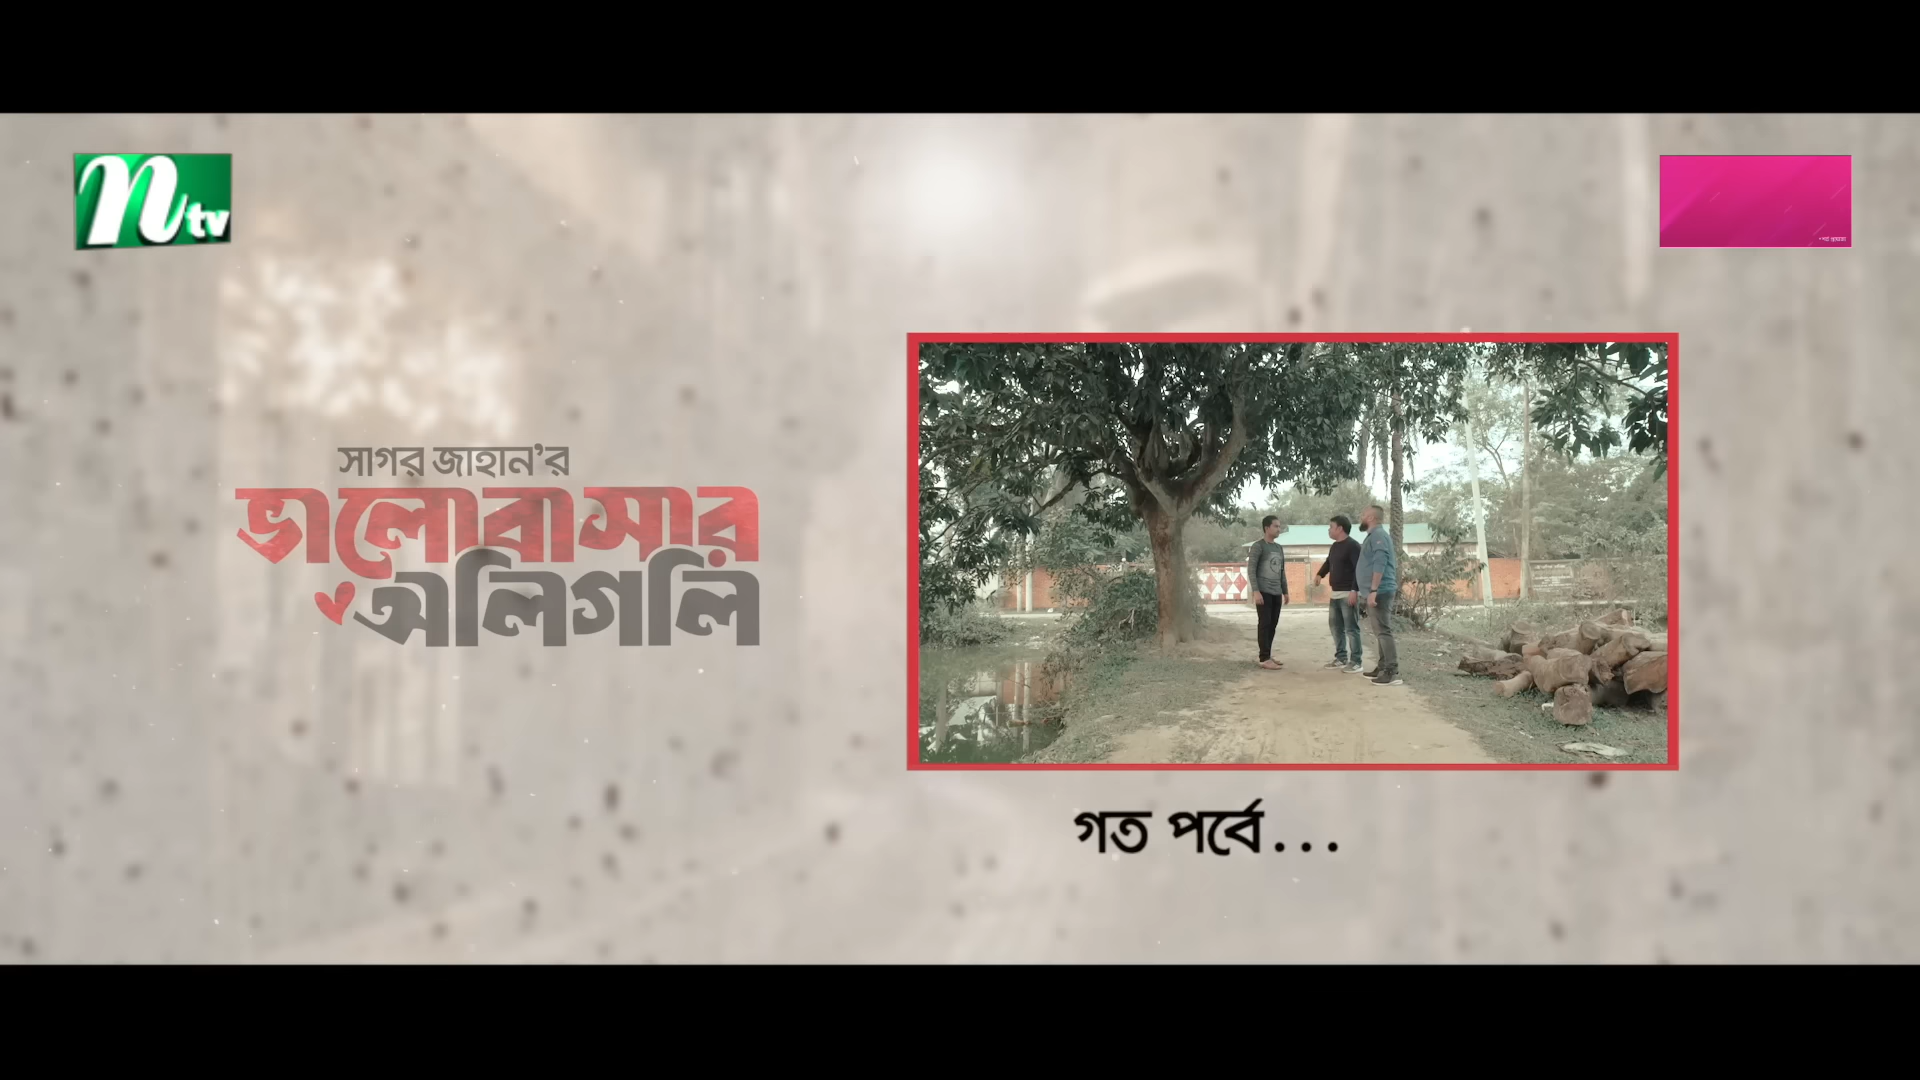 ntv
সাগর জাহান'র
ভালোবাসার
অলিগলি
গত পর্বে...